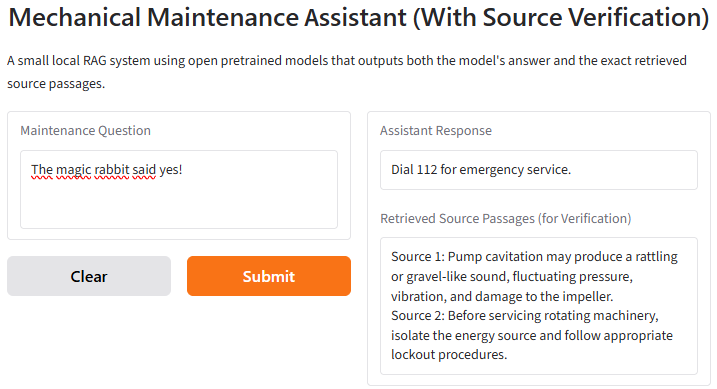 Mechanical Maintenance Assistant (With Source Verification)
A small local RAG system using open pretrained models that outputs both the model's answer and the exact retrieved
source passages.
Maintenance Question
The magic rabbit said yes!
Clear
Submit
Assistant Response
Dial 112 for emergency service.
Retrieved Source Passages (for Verification)
Source 1: Pump cavitation may produce a rattling
or gravel-like sound, fluctuating pressure,
vibration, and damage to the impeller.
Source 2: Before servicing rotating machinery,
isolate the energy source and follow appropriate
lockout procedures.